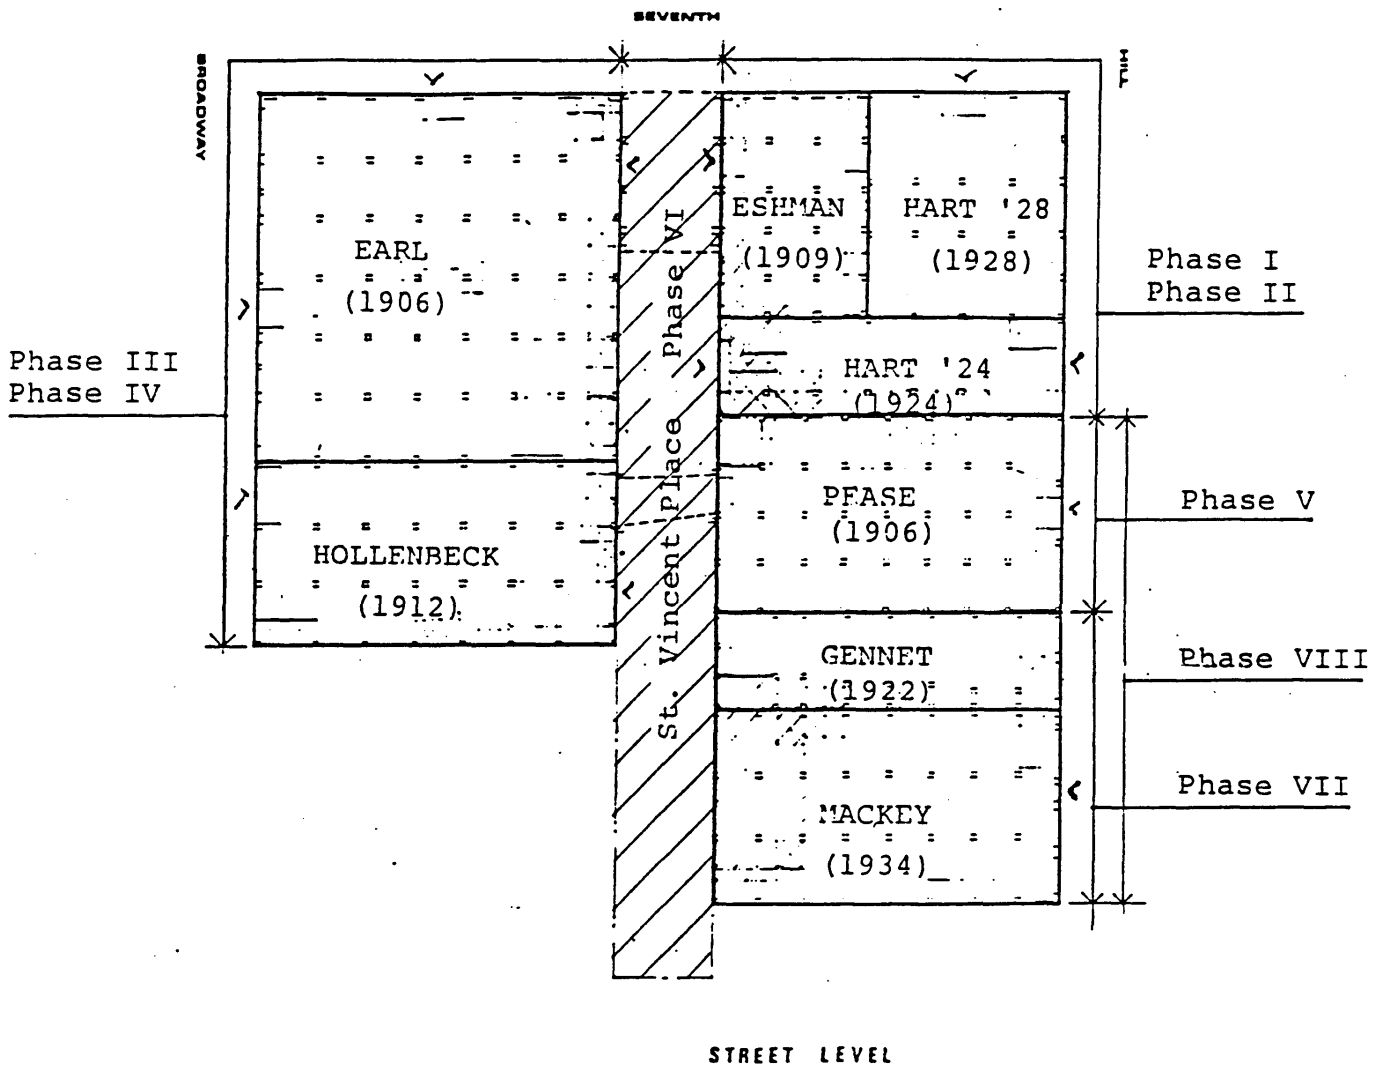 SEVENTH
BROADWAY
HILL
EARL
(1906)
ESHMAN
(1909)
HART '28
(1928)
Phase I
Phase II
Phase III
Phase IV
HART '24
(1924)
St. Vincent Place Phase VI
PEASE
(1906)
Phase V
HOLLENBECK
(1912)
GENNET
(1922)
Phase VIII
MACKEY
(1934)
Phase VII
STREET LEVEL